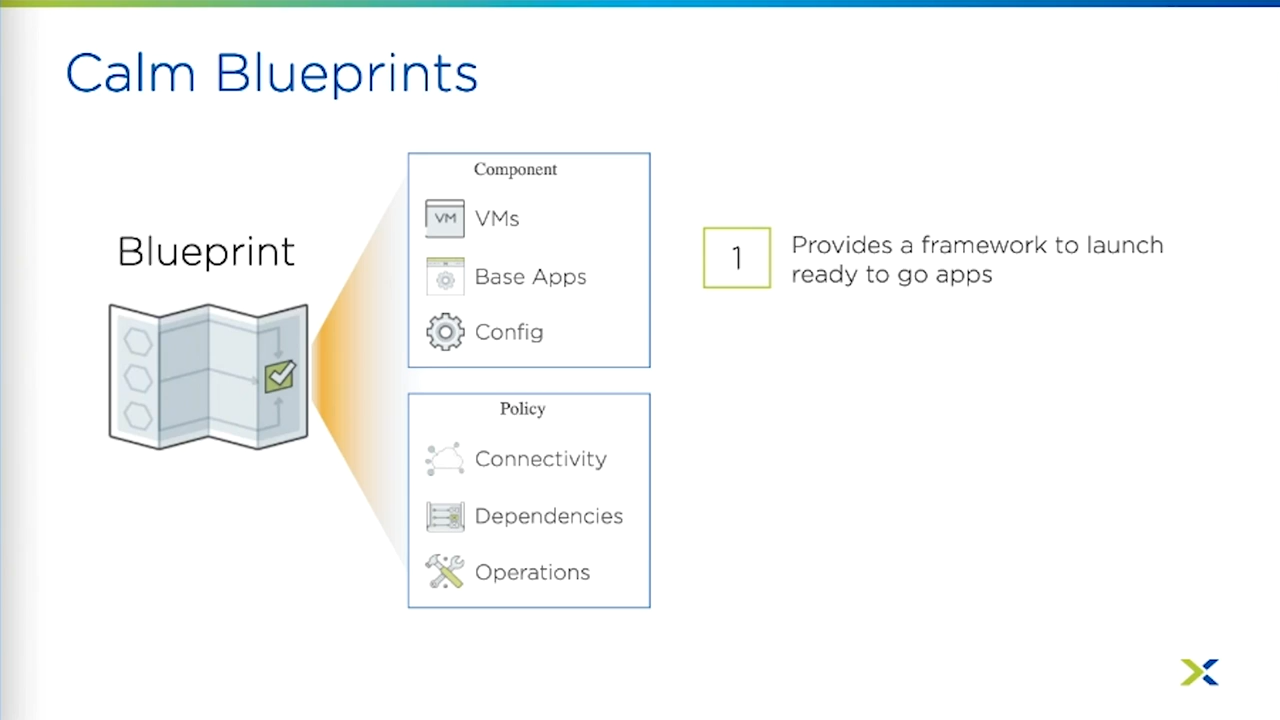 Calm Blueprints
Blueprint
Component
VM
VMs
Base Apps
Config
Policy
Connectivity
Dependencies
Operations
1
Provides a framework to launch
ready to go apps